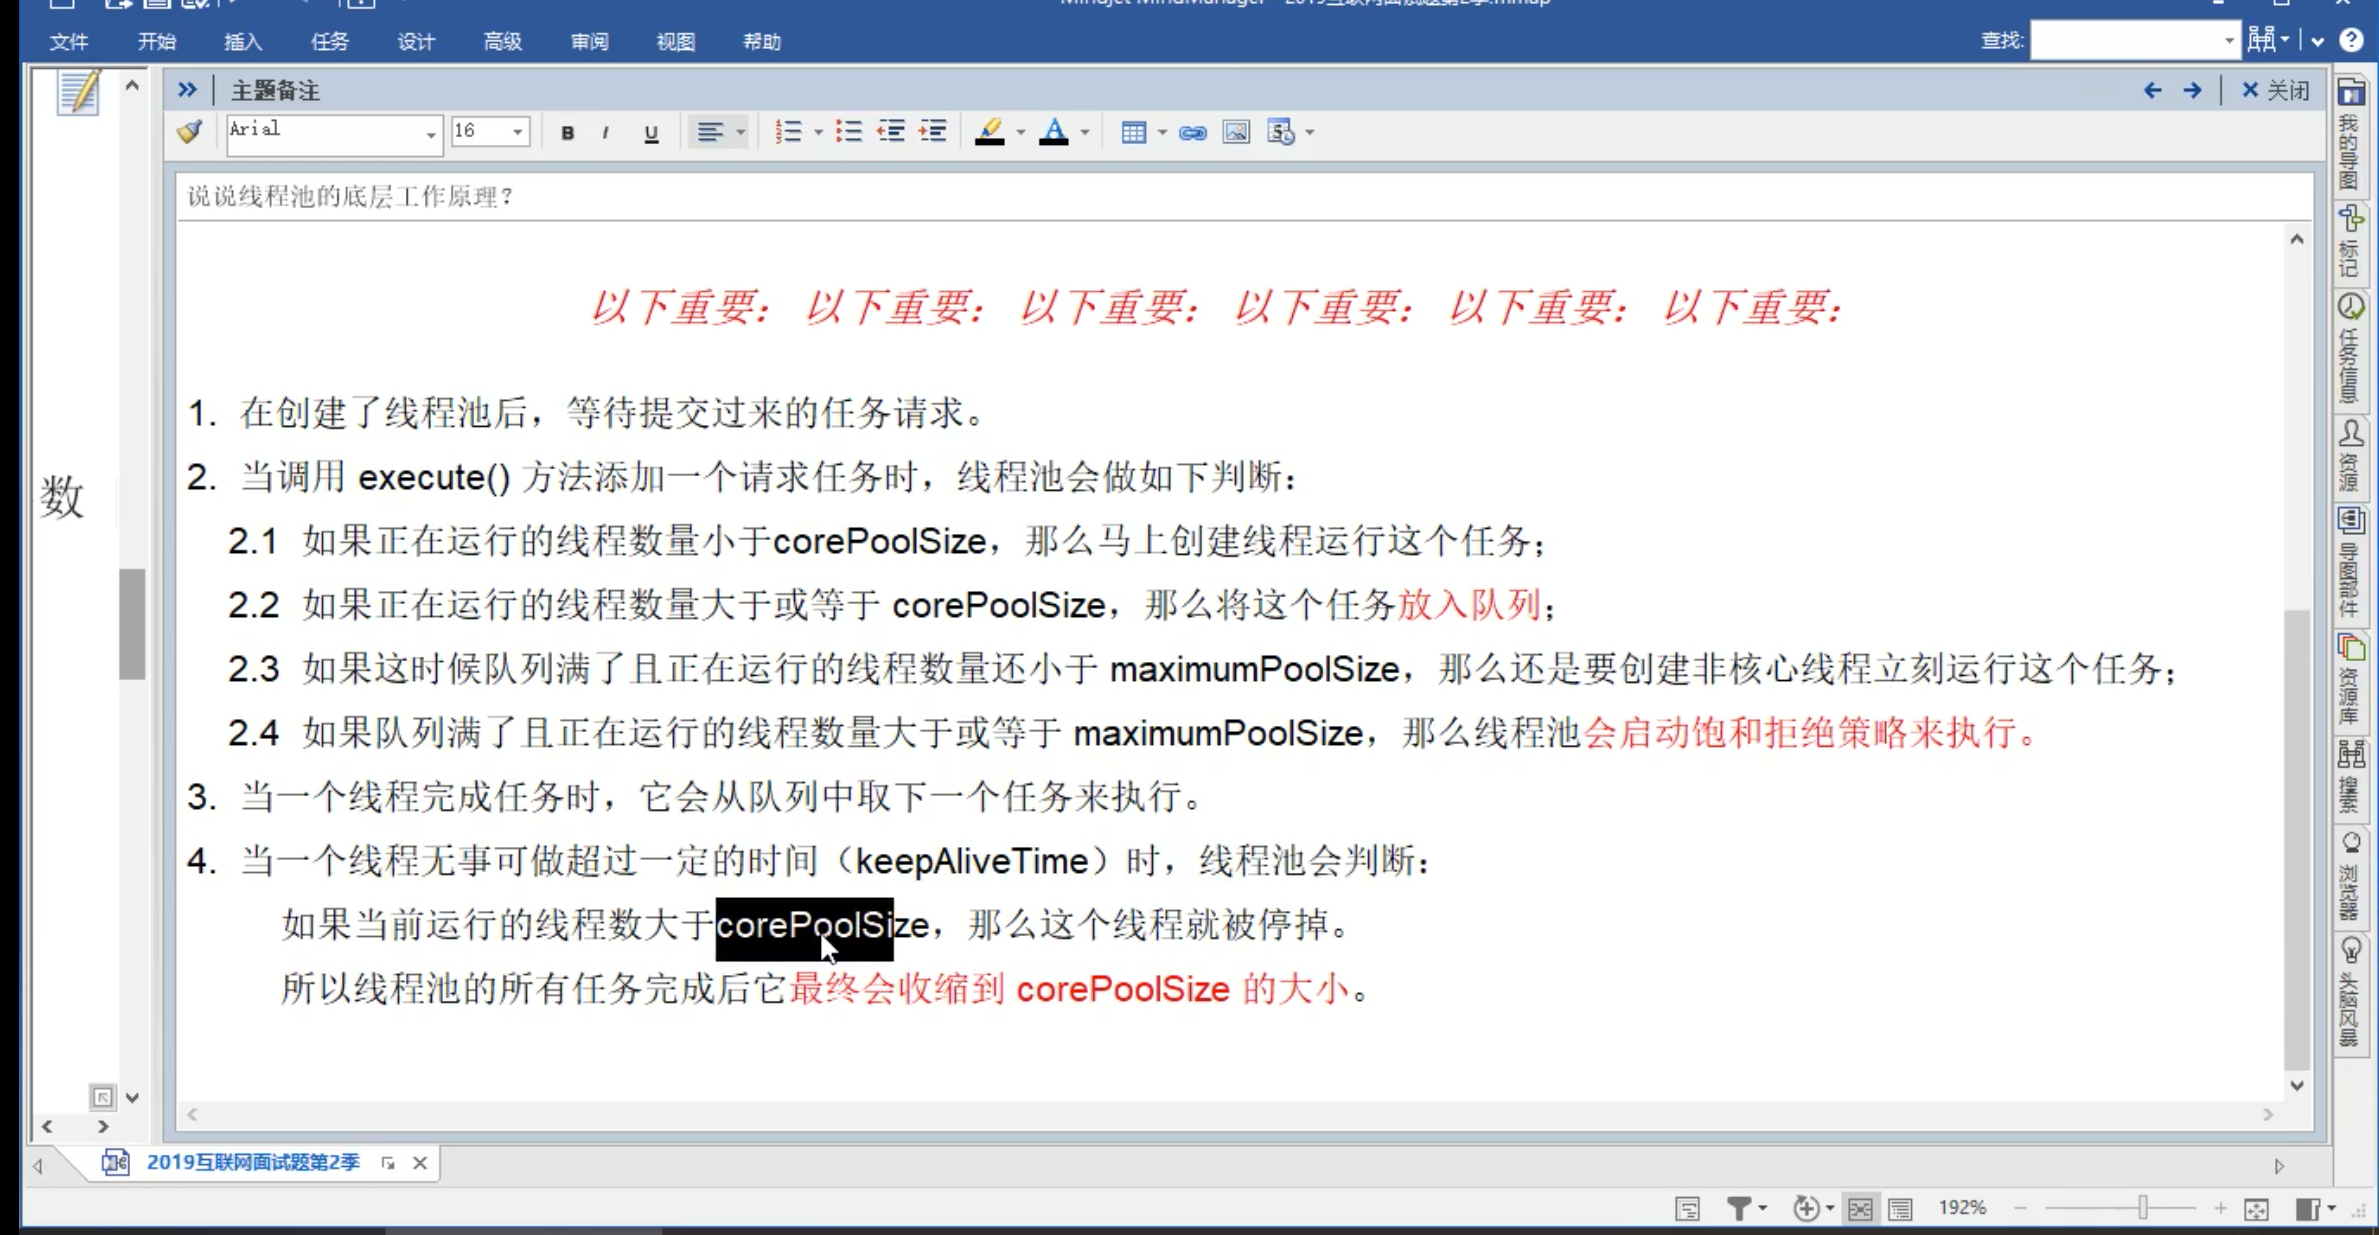 文件 开始 插入 任务 设计 高级 审阅 视图 帮助 查找:
主题备注 关闭
Arial 16 B I U
说说线程池的底层工作原理?
以下重要: 以下重要: 以下重要: 以下重要: 以下重要: 以下重要:
1. 在创建了线程池后，等待提交过来的任务请求。
2. 当调用 execute() 方法添加一个请求任务时，线程池会做如下判断:
2.1 如果正在运行的线程数量小于corePoolSize，那么马上创建线程运行这个任务;
2.2 如果正在运行的线程数量大于或等于 corePoolSize，那么将这个任务放入队列;
2.3 如果这时候队列满了且正在运行的线程数量还小于 maximumPoolSize，那么还是要创建非核心线程立刻运行这个任务;
2.4 如果队列满了且正在运行的线程数量大于或等于 maximumPoolSize，那么线程池会启动饱和拒绝策略来执行。
3. 当一个线程完成任务时，它会从队列中取下一个任务来执行。
4. 当一个线程无事可做超过一定的时间（keepAliveTime）时，线程池会判断:
如果当前运行的线程数大于corePoolSize，那么这个线程就被停掉。
所以线程池的所有任务完成后它最终会收缩到 corePoolSize 的大小。
数
我的导图
标记
任务信息
资源
导图部件
资源库
搜索
浏览器
头脑风暴
2019互联网面试题第2季
192%